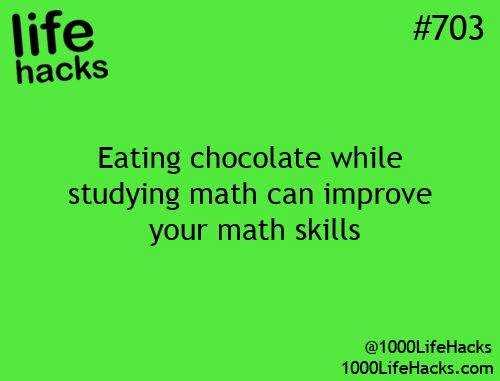 life
hacks
#703
Eating chocolate while
studying math can improve
your math skills
@1000LifeHacks
1000LifeHacks.com